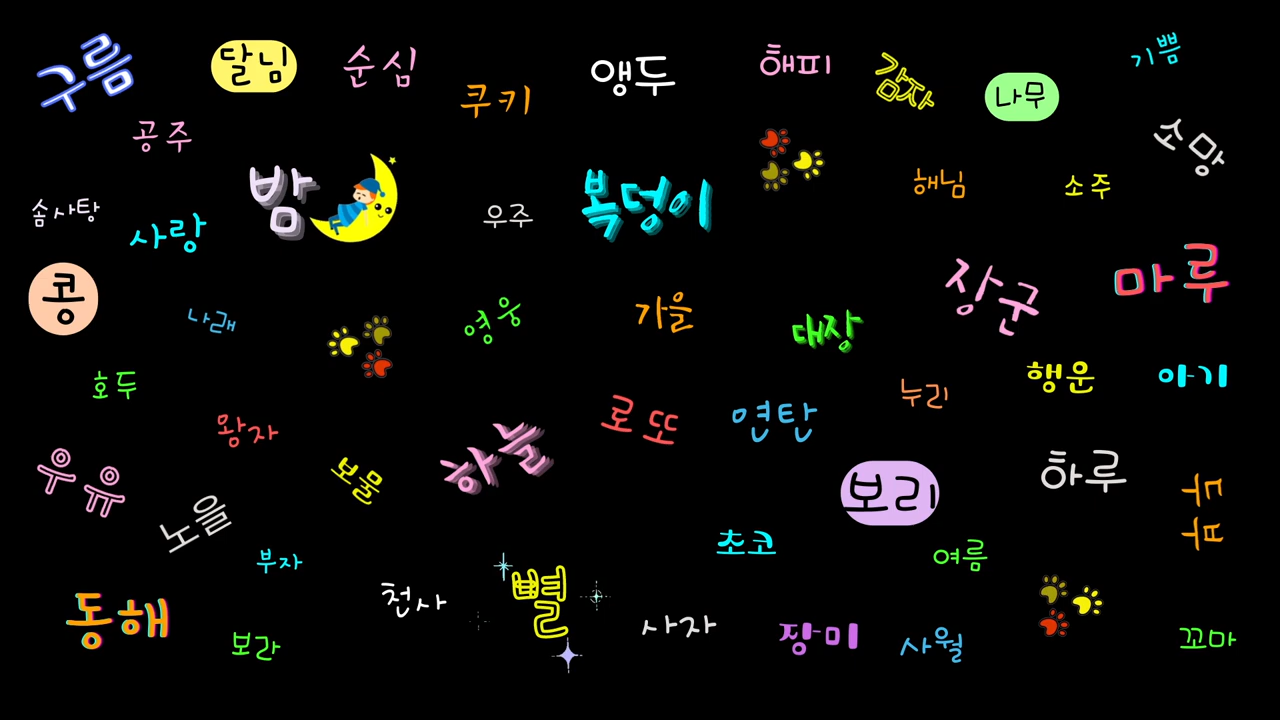 구름
달님
순심
쿠키
앵두
해피
감자
나무
기쁨
공주
소망
솜사탕
사랑
밤
우주
복덩이
해님
소주
콩
나래
영웅
가을
대장
장군
마루
호두
왕자
보물
하늘
로또
연탄
누리
행운
아기
우유
노을
부자
초코
보리
하루
여름
동해
보라
천사
별
사자
장미
사월
꼬마